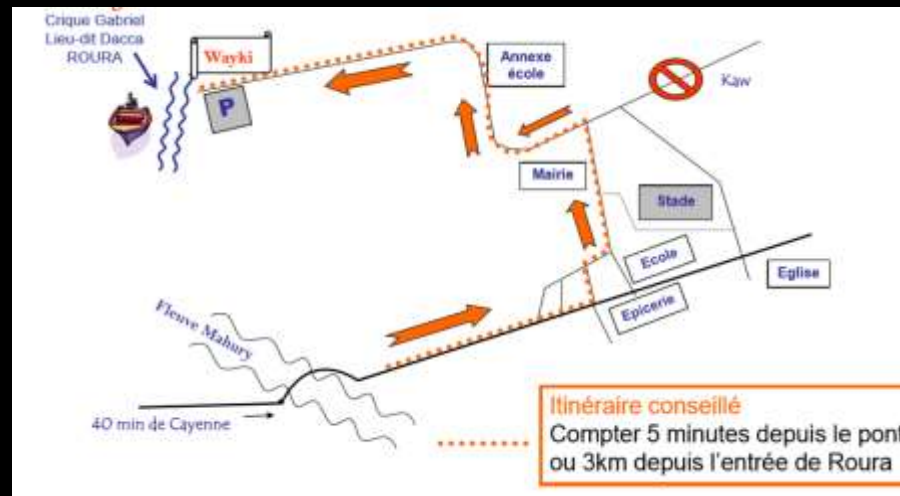 Crique Gabriel
Lieu-dit Dacca
ROURA
Wayki
P
Annexe
école
Kaw
Mairie
Stade
Ecole
Eglise
Epicerie
Fleuve Mahury
40 min de Cayenne
Itinéraire conseillé
Compter 5 minutes depuis le pont
ou 3km depuis l'entrée de Roura